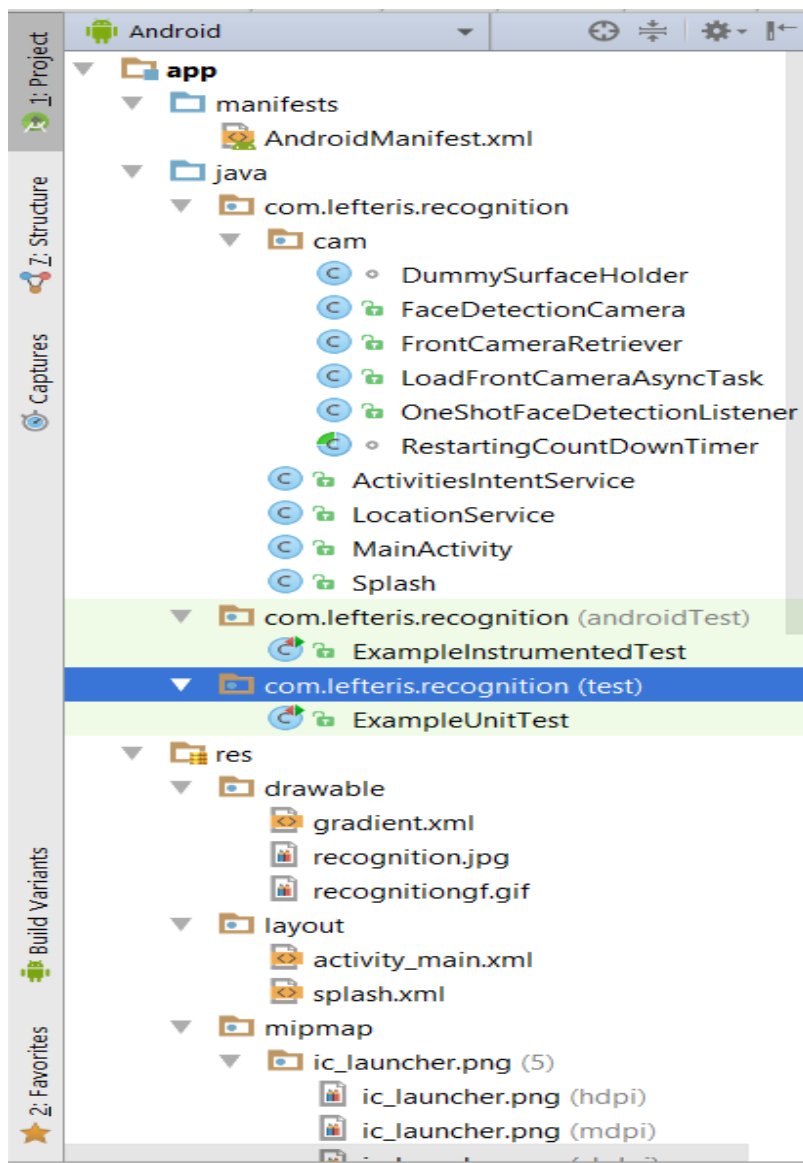 Android
app
manifests
AndroidManifest.xml
java
com.lefteris.recognition
cam
DummySurfaceHolder
FaceDetectionCamera
FrontCameraRetriever
LoadFrontCameraAsyncTask
OneShotFaceDetectionListener
RestartingCountDownTimer
ActivitiesIntentService
LocationService
MainActivity
Splash
com.lefteris.recognition (androidTest)
ExampleInstrumentedTest
com.lefteris.recognition (test)
ExampleUnitTest
res
drawable
gradient.xml
recognition.jpg
recognitiongf.gif
layout
activity_main.xml
splash.xml
mipmap
ic_launcher.png (5)
ic_launcher.png (hdpi)
ic_launcher.png (mdpi)
1: Project
7: Structure
Captures
Build Variants
2: Favorites